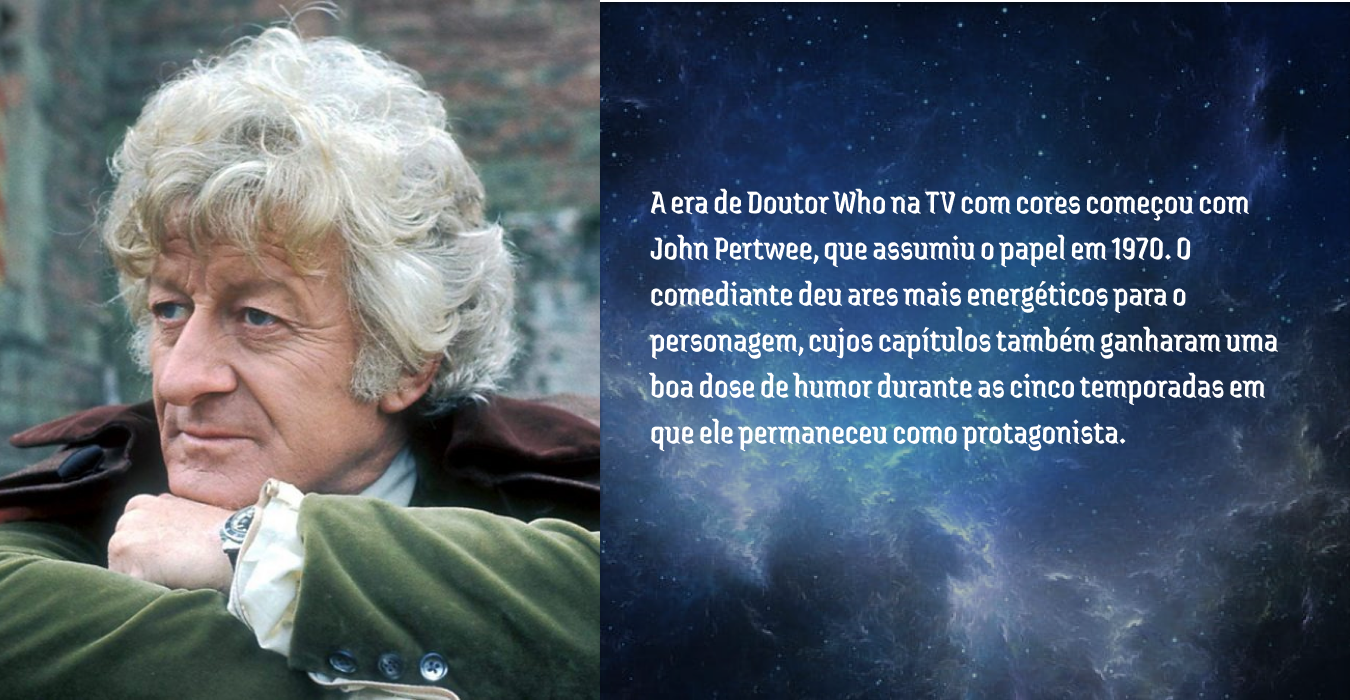 A era de Doutor Who na TV com cores começou com
John Pertwee, que assumiu o papel em 1970. O
comediante deu ares mais energéticos para o
personagem, cujos capítulos também ganharam uma
boa dose de humor durante as cinco temporadas em
que ele permaneceu como protagonista.